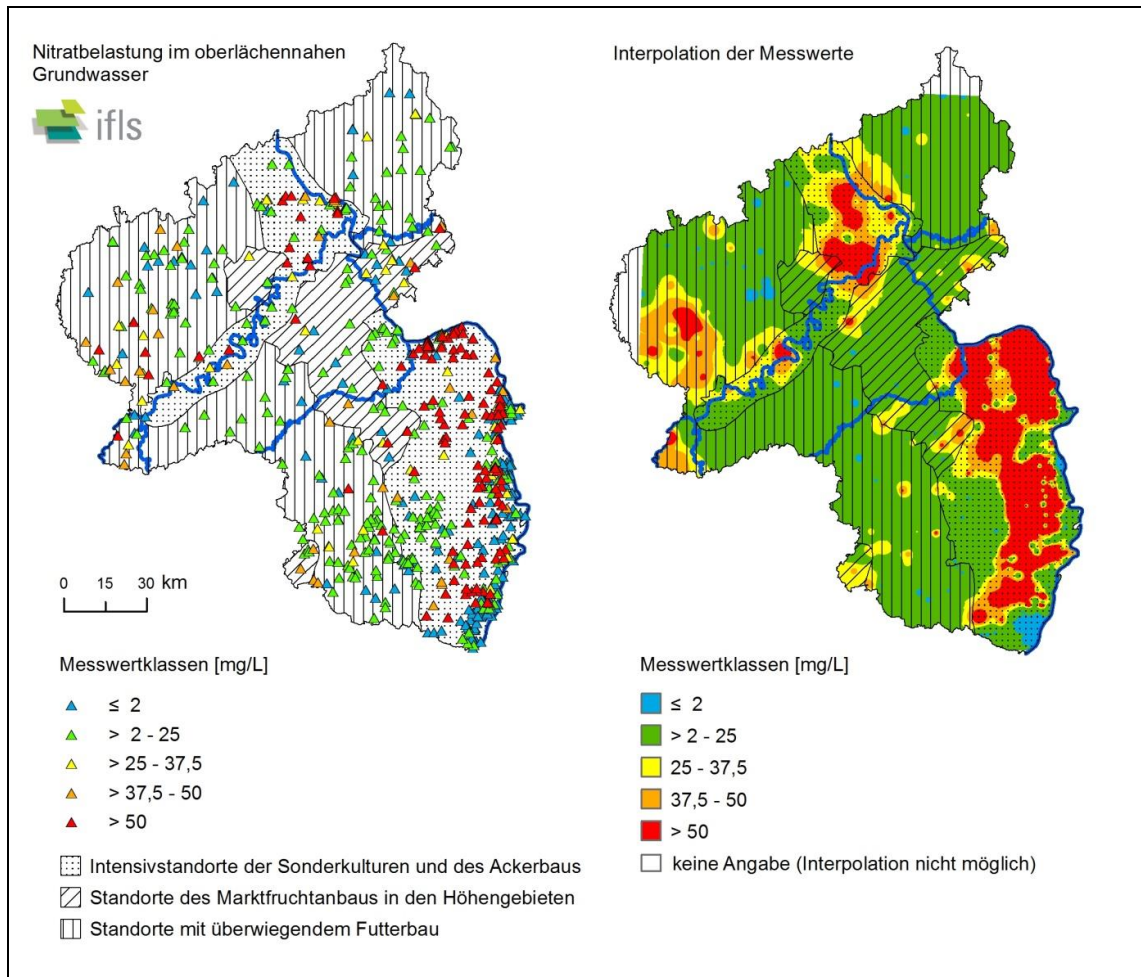 Nitratbelastung im oberlächennahen
Grundwasser
ifls
0 15 30 km
Messwertklassen [mg/L]
≤ 2
> 2 - 25
> 25 - 37,5
> 37,5 - 50
> 50
Intensivstandorte der Sonderkulturen und des Ackerbaus
Standorte des Marktfruchtanbaus in den Höhengebieten
Standorte mit überwiegendem Futterbau
Interpolation der Messwerte
Messwertklassen [mg/L]
≤ 2
> 2 - 25
25 - 37,5
37,5 - 50
> 50
keine Angabe (Interpolation nicht möglich)